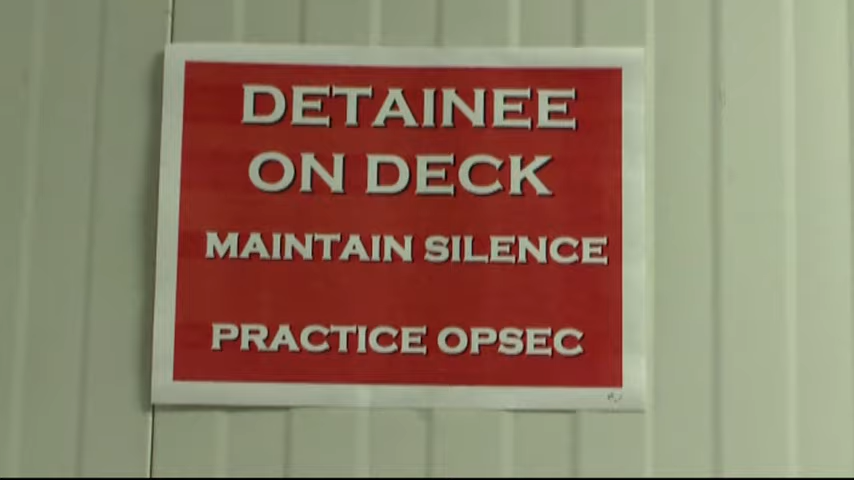 DETAINEE
ON DECK
MAINTAIN SILENCE
PRACTICE OPSEC